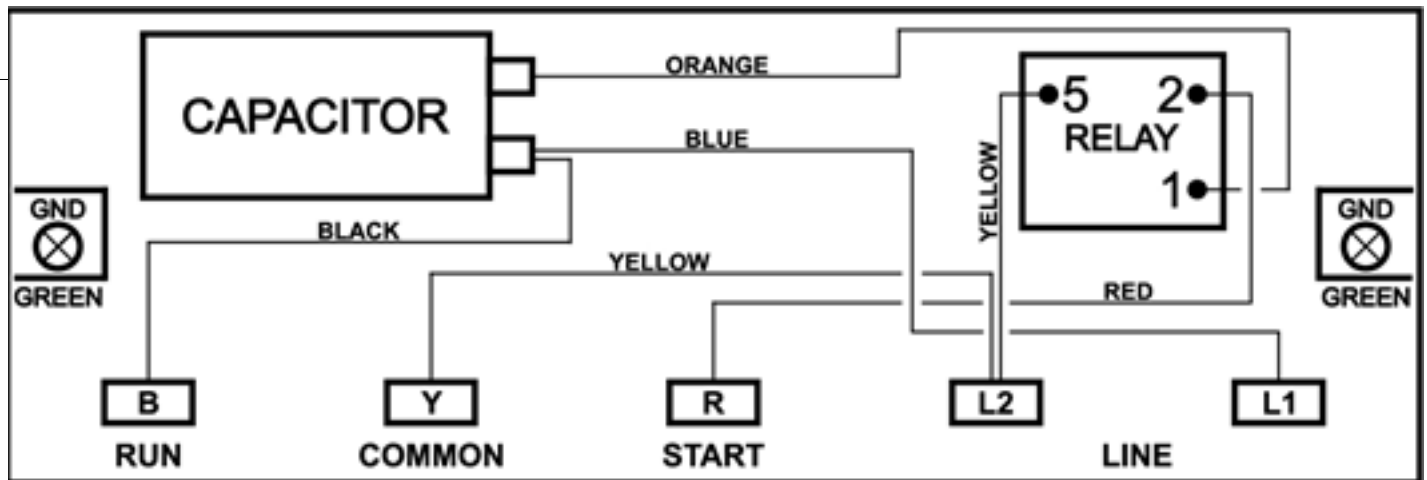 ORANGE
CAPACITOR
5 2
RELAY
1
BLUE
YELLOW
BLACK
GND
GREEN
GND
GREEN
YELLOW
RED
B Y R L2 L1
RUN COMMON START LINE